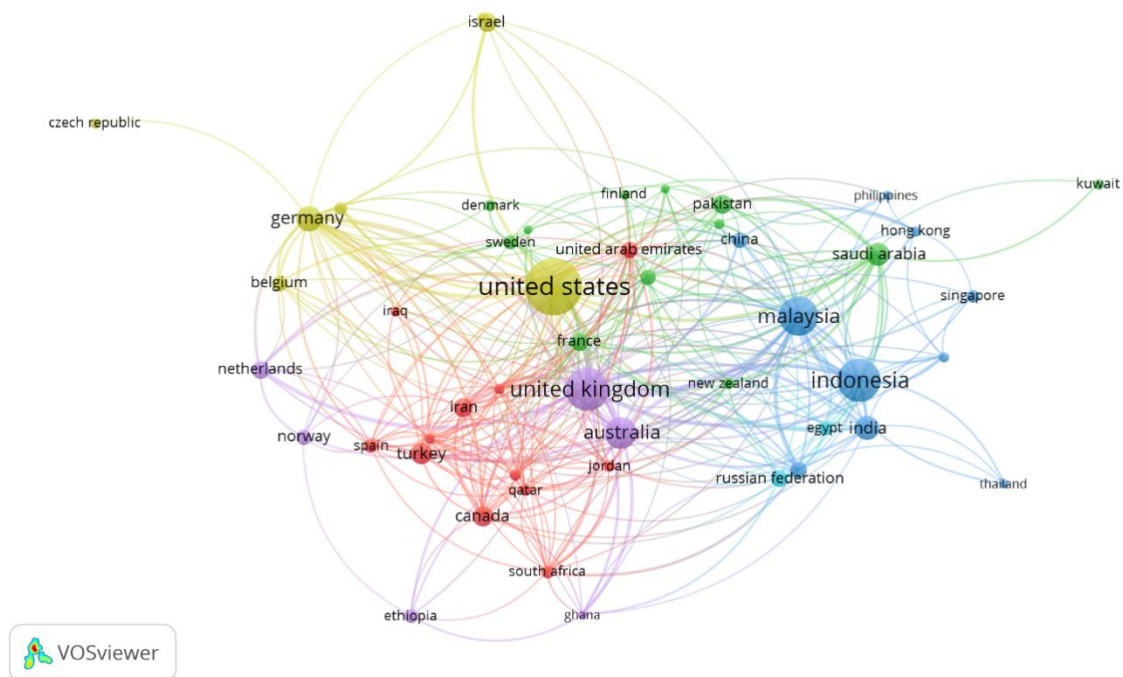 israel
czech republic
germany
denmark
finland
pakistan
philippines
kuwait
sweden
united arab emirates
china
hong kong
saudi arabia
belgium
united states
singapore
iraq
malaysia
france
netherlands
united kingdom
new zealand
indonesia
iran
norway
spain
turkey
australia
egypt
india
jordan
qatar
russian federation
thailand
canada
south africa
ethiopia
ghana
VOSviewer